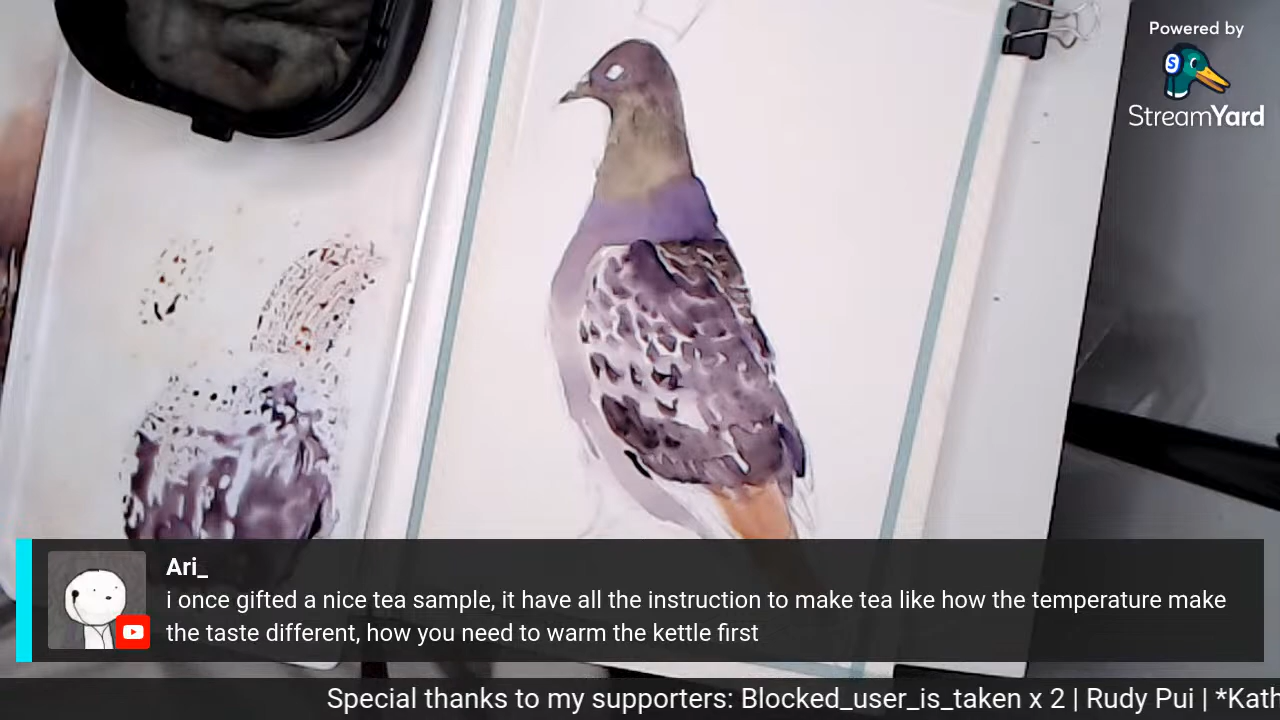 Powered by
S
StreamYard
Ari_
i once gifted a nice tea sample, it have all the instruction to make tea like how the temperature make
the taste different, how you need to warm the kettle first
Special thanks to my supporters: Blocked_user_is_taken x 2 | Rudy Pui | *Kath